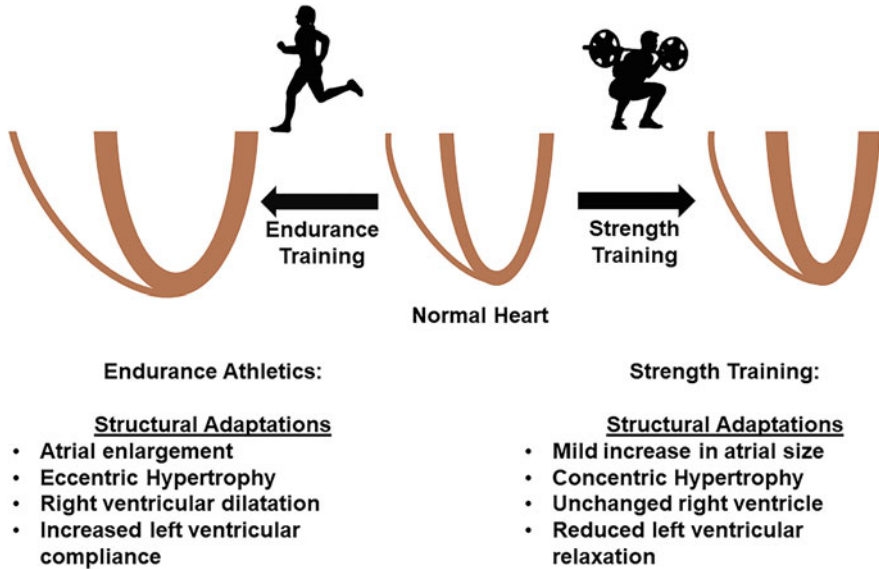 Endurance
Training
Strength
Training
Normal Heart
Endurance Athletics:
Structural Adaptations
• Atrial enlargement
• Eccentric Hypertrophy
• Right ventricular dilatation
• Increased left ventricular
compliance
Strength Training:
Structural Adaptations
• Mild increase in atrial size
• Concentric Hypertrophy
• Unchanged right ventricle
• Reduced left ventricular
relaxation